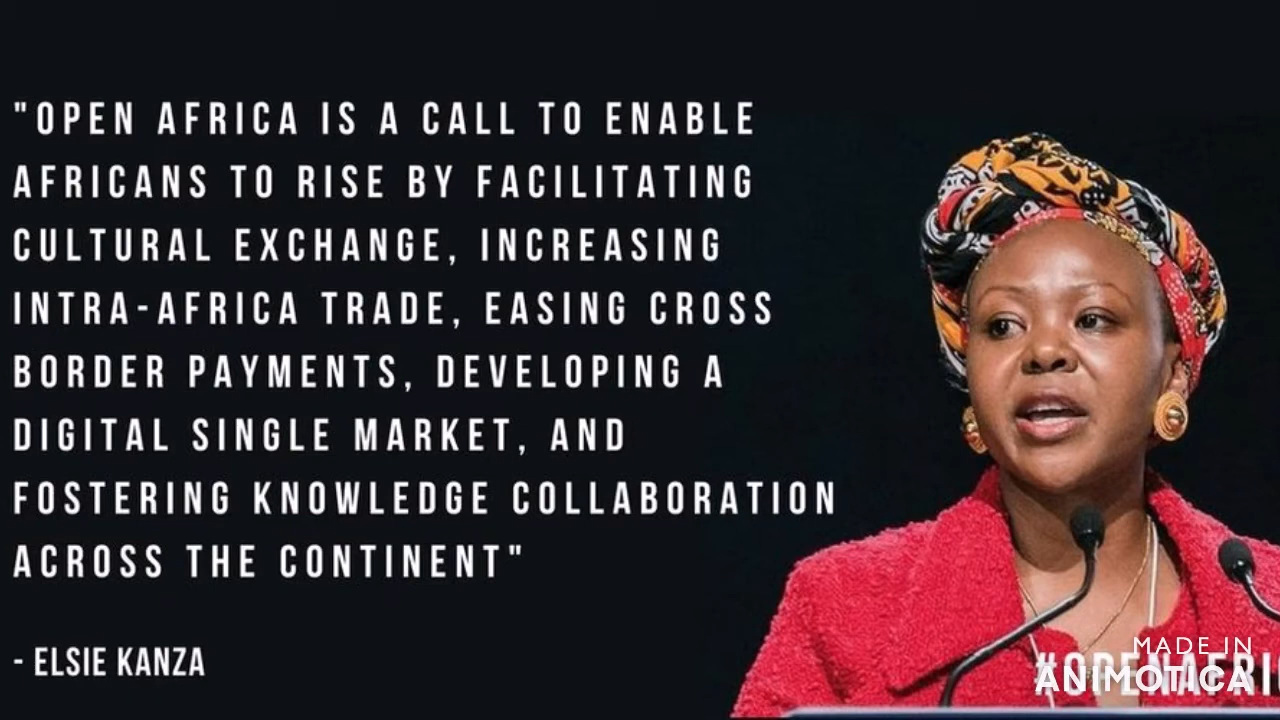 "OPEN AFRICA IS A CALL TO ENABLE
AFRICANS TO RISE BY FACILITATING
CULTURAL EXCHANGE, INCREASING
INTRA-AFRICA TRADE, EASING CROSS
BORDER PAYMENTS, DEVELOPING A
DIGITAL SINGLE MARKET, AND
FOSTERING KNOWLEDGE COLLABORATION
ACROSS THE CONTINENT"
- ELSIE KANZA
MADE IN
ANIMOTICA